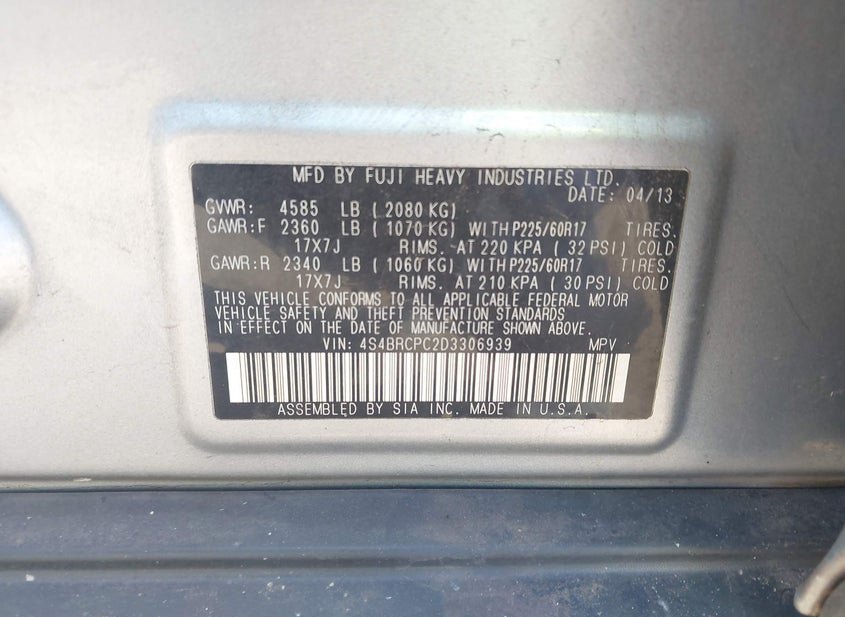 MFD BY FUJI HEAVY INDUSTRIES LTD.
DATE: 04/13
GVWR: 4585 LB ( 2080 KG)
GAWR:F 2360 LB ( 1070 KG) WITH P225/60R17 TIRES.
17X7J RIMS. AT 220 KPA ( 32 PSI) COLD
GAWR:R 2340 LB ( 1060 KG) WITH P225/60R17 TIRES.
17X7J RIMS. AT 210 KPA ( 30 PSI) COLD
THIS VEHICLE CONFORMS TO ALL APPLICABLE FEDERAL MOTOR
VEHICLE SAFETY AND THEFT PREVENTION STANDARDS
IN EFFECT ON THE DATE OF MANUFACTURE SHOWN ABOVE.
VIN: 4S4BRCPC2D3306939 MPV
ASSEMBLED BY SIA INC. MADE IN U.S.A.